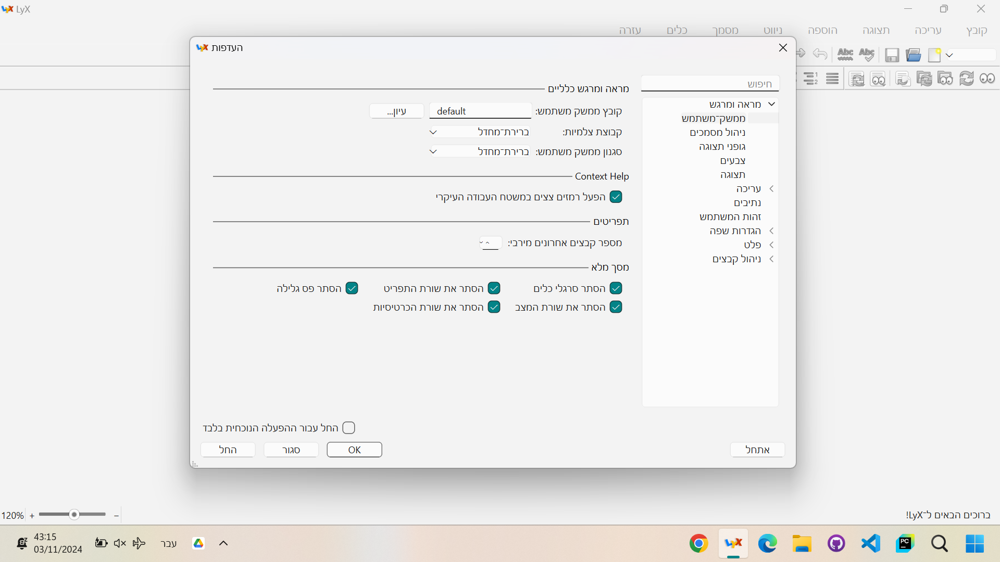 LyX
קובץ עריכה תצוגה הוספה ניווט מסמך כלים עזרה
Abc Abc
העדפות
חיפוש
מראה ומרגש
ממשק־משתמש
ניהול מסמכים
גופני תצוגה
צבעים
תצוגה
עריכה
נתיבים
זהות המשתמש
הגדרות שפה
פלט
ניהול קבצים
מראה ומרגש כלליים
קובץ ממשק משתמש: default עיון...
קבוצת צלמיות: ברירת־מחדל
סגנון ממשק משתמש: ברירת־מחדל
Context Help
הפעל רמזים צצים במשטח העבודה העיקרי
תפריטים
מספר קבצים אחרונים מירבי:
מסך מלא
הסתר סרגלי כלים הסתר את שורת התפריט הסתר פס גלילה
הסתר את שורת המצב הסתר את שורת הכרטיסיות
החל עבור ההפעלה הנוכחית בלבד
אתחל OK סגור החל
ברוכים הבאים ל־LyX!
120% + −
PC
עבר
43:15
03/11/2024